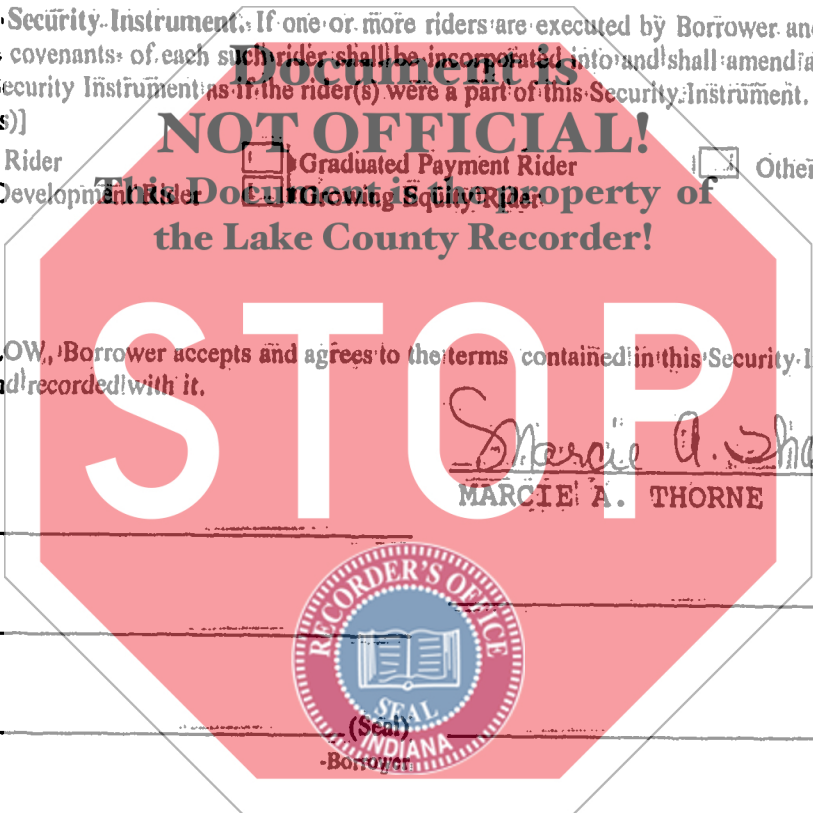 Security Instrument. If one or more riders are executed by Borrower and
covenants of each such rider shall be incorporated into and shall amend a
ecurity Instrument as if the rider(s) were a part of this Security Instrument.
s)]
Document is
NOT OFFICIAL!
Rider Graduated Payment Rider Other
Development Rider Growing Equity Rider
This Document is the property of
the Lake County Recorder!
STOP
OW, Borrower accepts and agrees to the terms contained in this Security I
d recorded with it.
Marcie A.
MARCIE A. THORNE
RECORDER'S OFFICE
SEAL
INDIANA
(Seal)
-Borrower